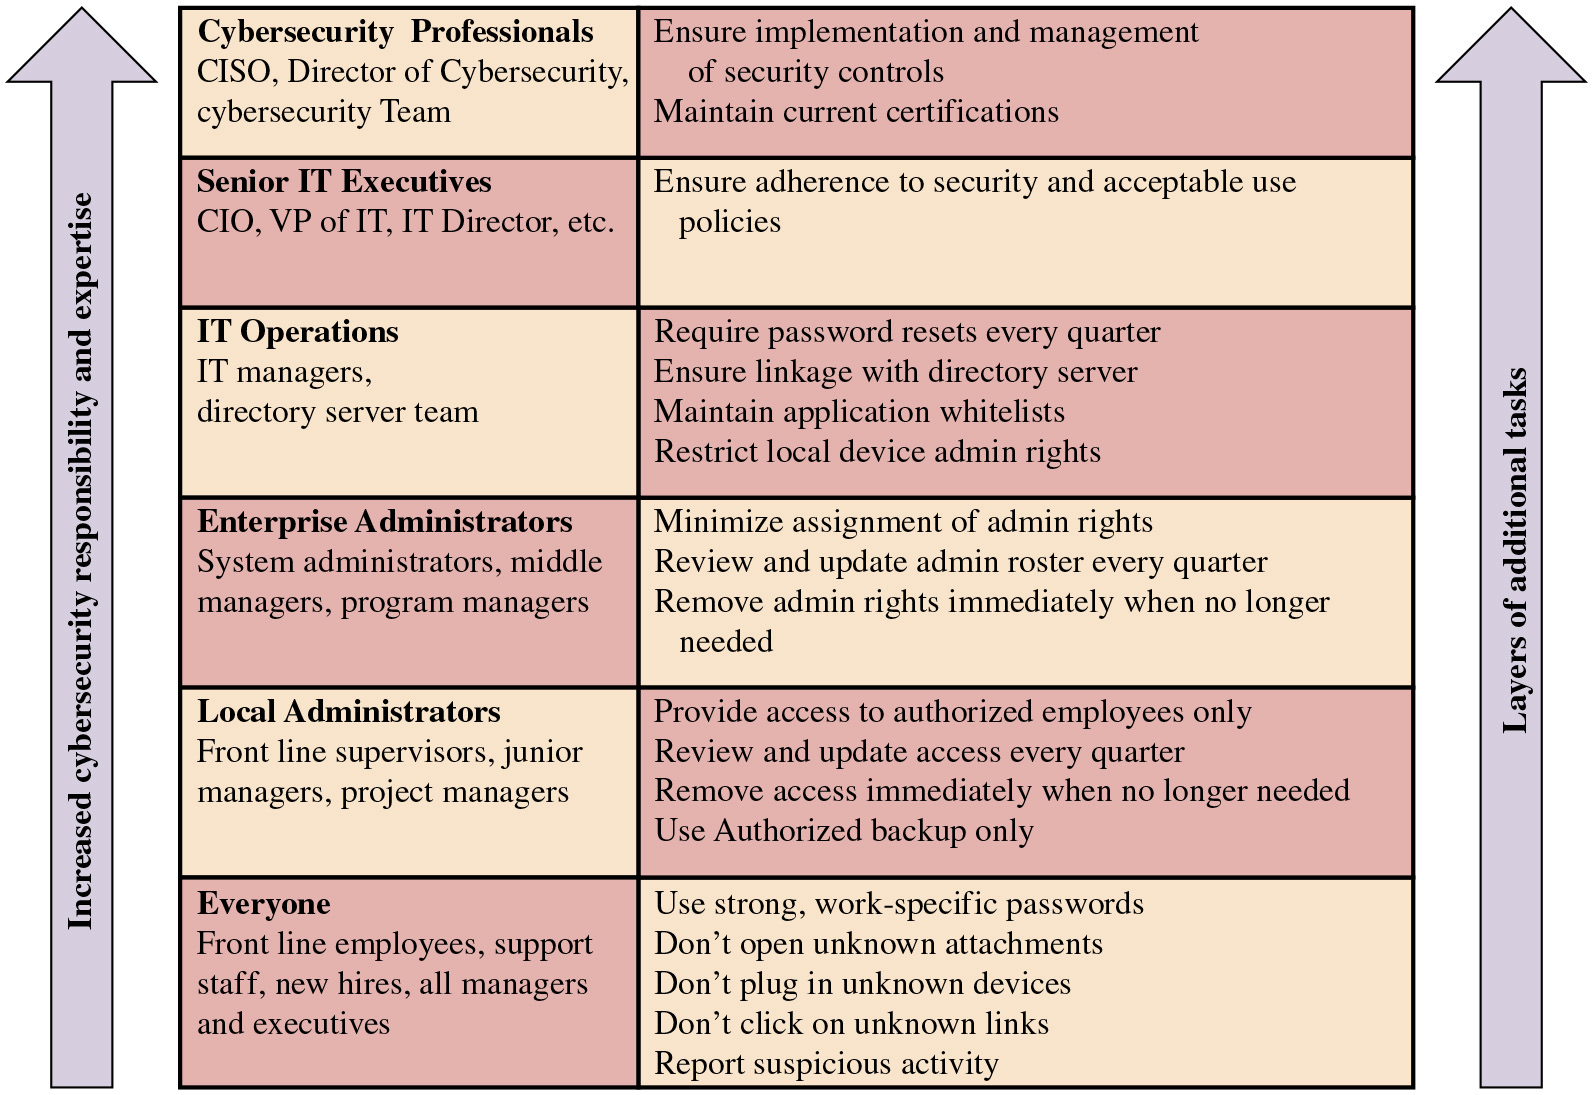 Increased cybersecurity responsibility and expertise
Cybersecurity  Professionals
CISO, Director of Cybersecurity,
cybersecurity Team
Ensure implementation and management
of security controls
Maintain current certifications
Senior IT Executives
CIO, VP of IT, IT Director, etc.
Ensure adherence to security and acceptable use
policies
IT Operations
IT managers,
directory server team
Require password resets every quarter
Ensure linkage with directory server
Maintain application whitelists
Restrict local device admin rights
Enterprise Administrators
System administrators, middle
managers, program managers
Minimize assignment of admin rights
Review and update admin roster every quarter
Remove admin rights immediately when no longer
needed
Local Administrators
Front line supervisors, junior
managers, project managers
Provide access to authorized employees only
Review and update access every quarter
Remove access immediately when no longer needed
Use Authorized backup only
Everyone
Front line employees, support
staff, new hires, all managers
and executives
Use strong, work-specific passwords
Don’t open unknown attachments
Don’t plug in unknown devices
Don’t click on unknown links
Report suspicious activity
Layers of additional tasks